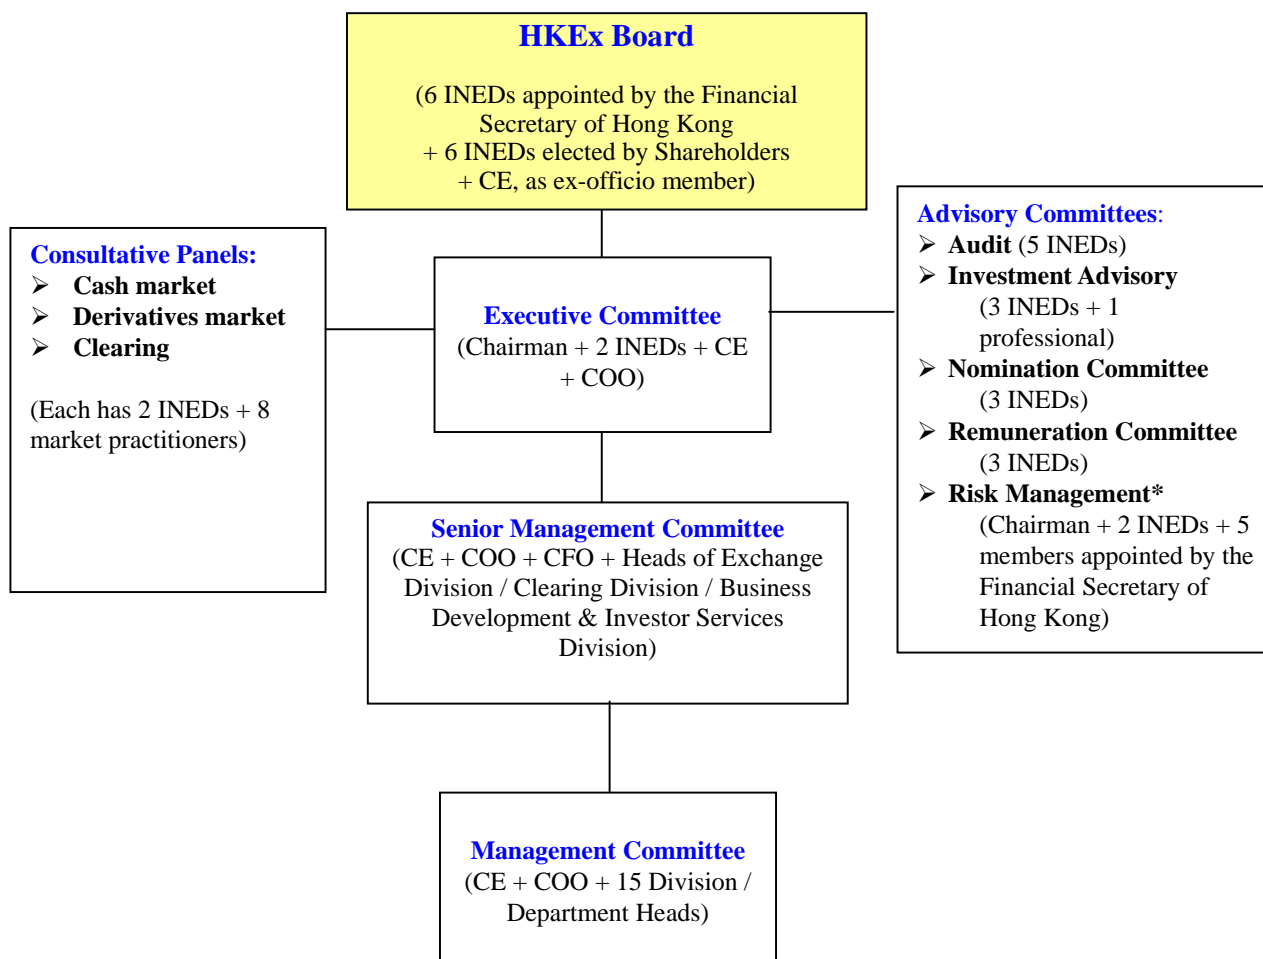 HKEx Board
(6 INEDs appointed by the Financial
Secretary of Hong Kong
+ 6 INEDs elected by Shareholders
+ CE, as ex-officio member)
Consultative Panels:
➢ Cash market
➢ Derivatives market
➢ Clearing
(Each has 2 INEDs + 8
market practitioners)
Executive Committee
(Chairman + 2 INEDs + CE
+ COO)
Advisory Committees:
➢ Audit (5 INEDs)
➢ Investment Advisory
(3 INEDs + 1
professional)
➢ Nomination Committee
(3 INEDs)
➢ Remuneration Committee
(3 INEDs)
➢ Risk Management*
(Chairman + 2 INEDs + 5
members appointed by the
Financial Secretary of
Hong Kong)
Senior Management Committee
(CE + COO + CFO + Heads of Exchange
Division / Clearing Division / Business
Development & Investor Services
Division)
Management Committee
(CE + COO + 15 Division /
Department Heads)